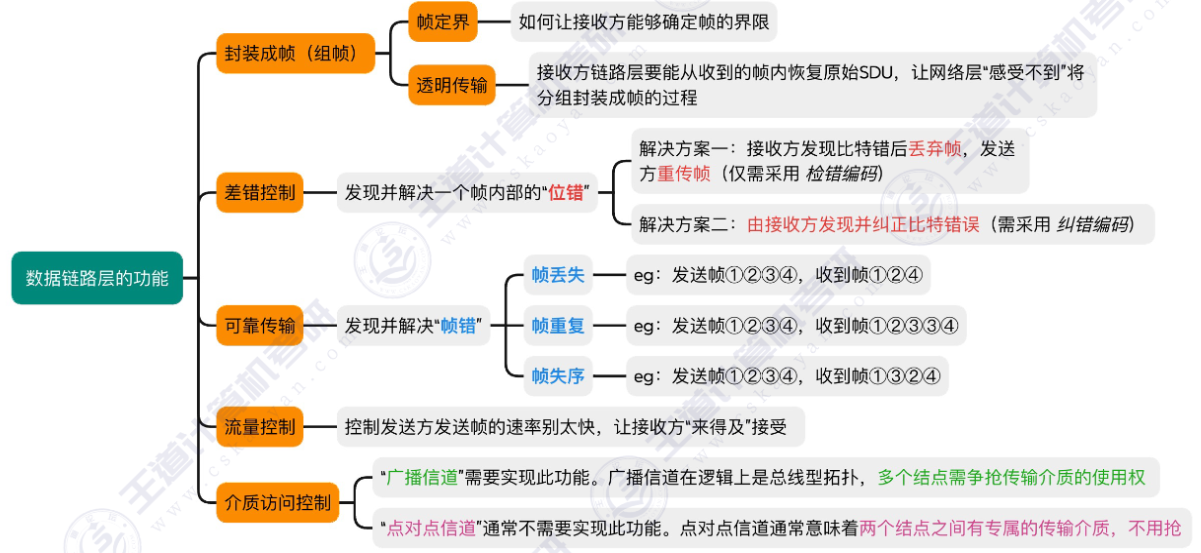 帧定界
如何让接收方能够确定帧的界限
封装成帧（组帧）
透明传输
接收方链路层要能从收到的帧内恢复原始SDU，让网络层“感受不到”将
分组封装成帧的过程
差错控制
发现并解决一个帧内部的“位错”
解决方案一：接收方发现比特错后丢弃帧，发送
方重传帧（仅需采用 检错编码）
解决方案二：由接收方发现并纠正比特错误（需采用 纠错编码）
数据链路层的功能
可靠传输
发现并解决“帧错”
帧丢失
eg：发送帧①②③④，收到帧①②④
帧重复
eg：发送帧①②③④，收到帧①②③③④
帧失序
eg：发送帧①②③④，收到帧①③②④
流量控制
控制发送方发送帧的速率别太快，让接收方“来得及”接受
介质访问控制
“广播信道”需要实现此功能。广播信道在逻辑上是总线型拓扑，多个结点需争抢传输介质的使用权
“点对点信道”通常不需要实现此功能。点对点信道通常意味着两个结点之间有专属的传输介质，不用抢
王道计算机考研
www.cskaoyan.com